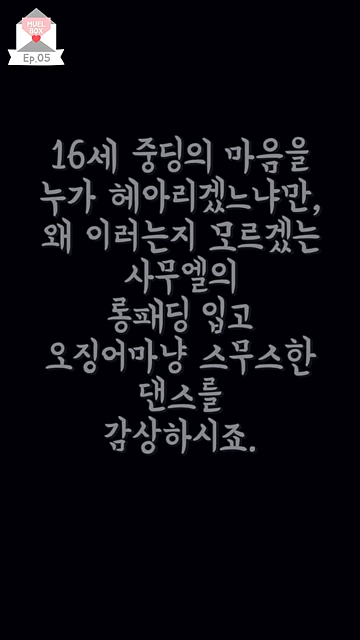 MUEL
BOX
Ep.05
16세 중딩의 마음을
누가 헤아리겠느냐만,
왜 이러는지 모르겠는
사무엘의
롱패딩 입고
오징어마냥 스무스한
댄스를
감상하시죠.